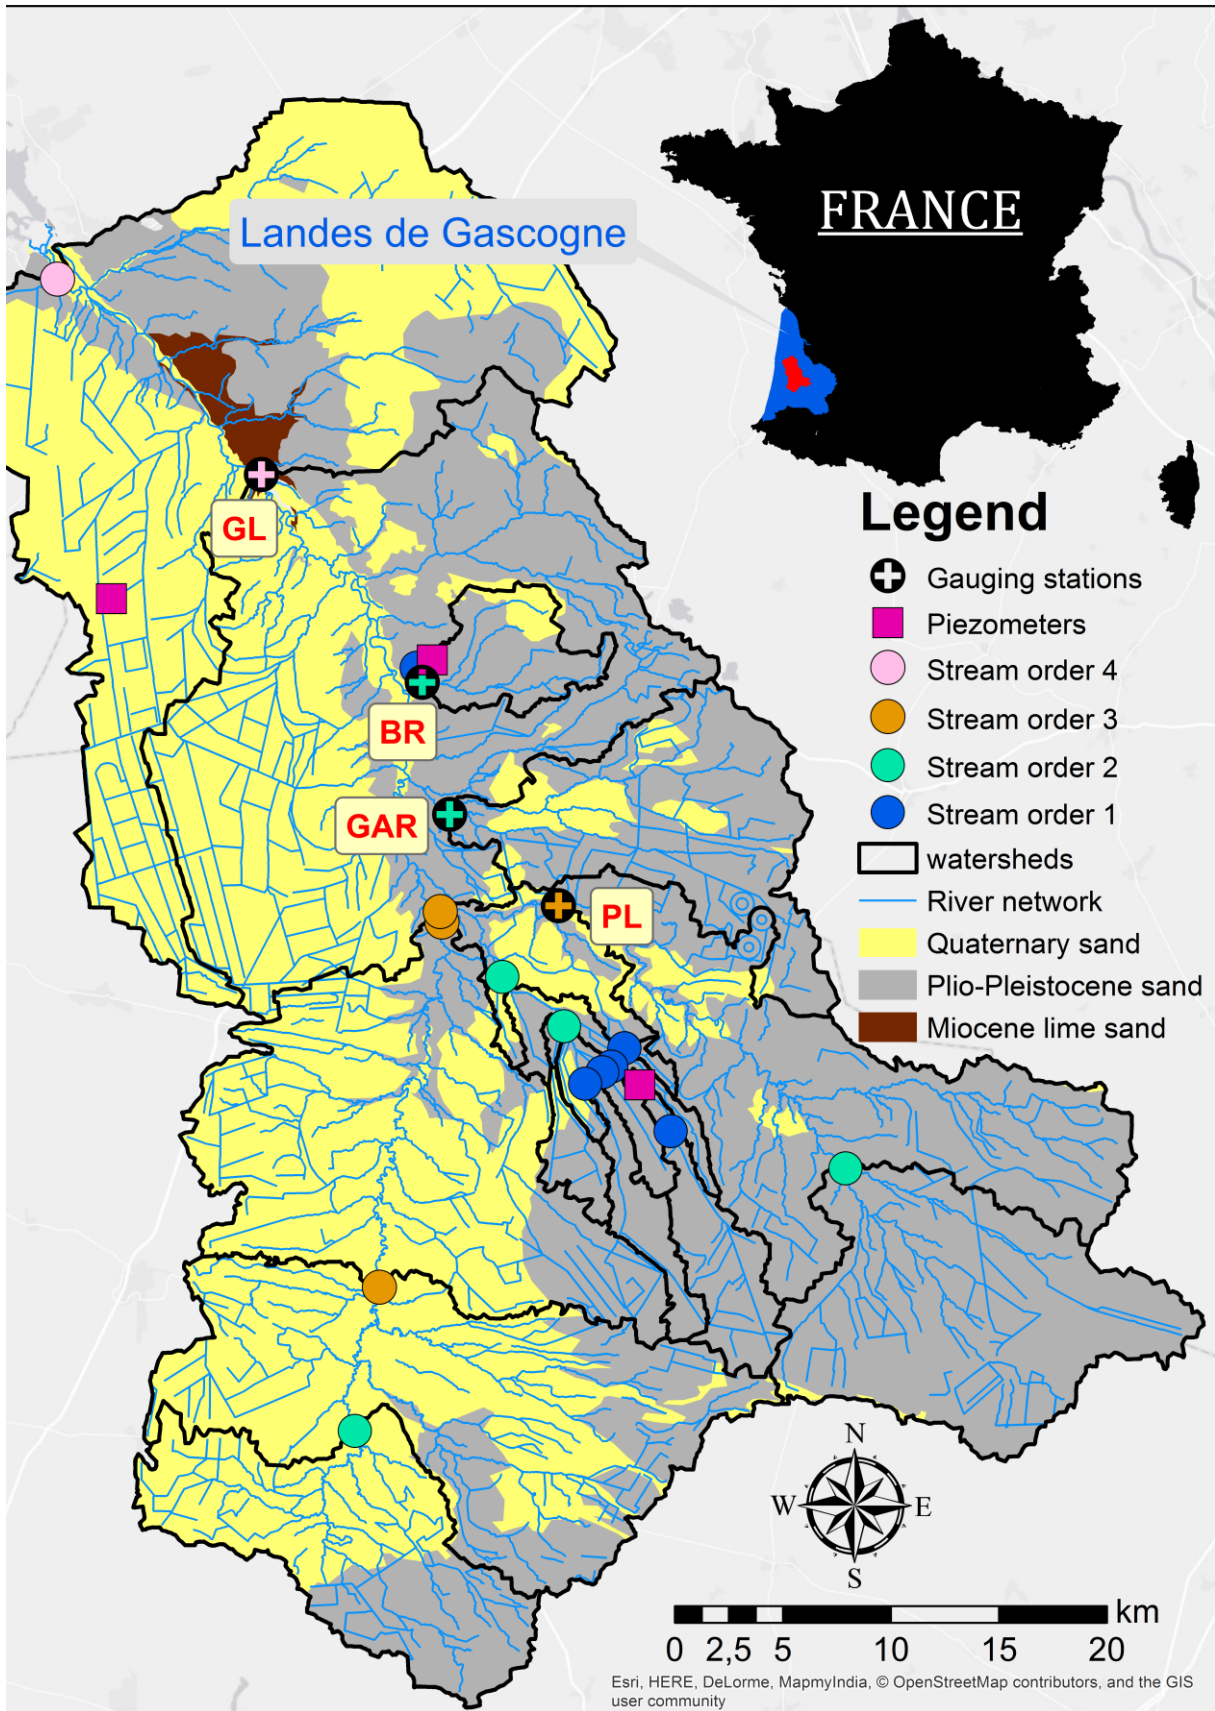 FRANCE
Landes de Gascogne
GL
BR
GAR
PL
Legend
Gauging stations
Piezometers
Stream order 4
Stream order 3
Stream order 2
Stream order 1
watersheds
River network
Quaternary sand
Plio-Pleistocene sand
Miocene lime sand
N
W E
S
km
0 2,5 5 10 15 20
Esri, HERE, DeLorme, MapmyIndia, © OpenStreetMap contributors, and the GIS
user community